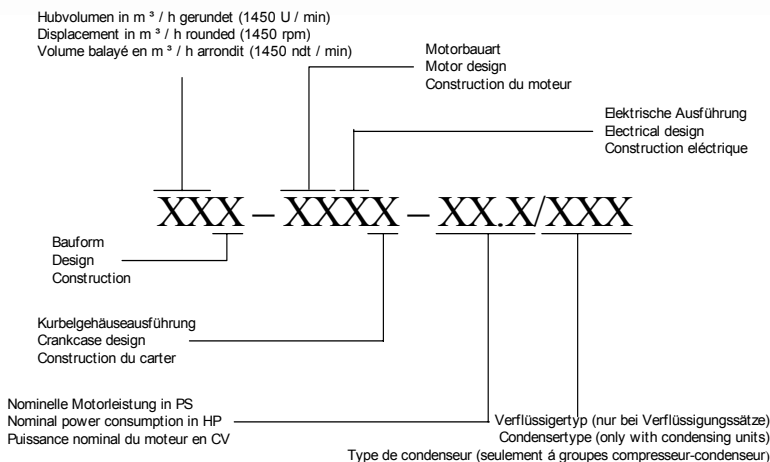 Hubvolumen in m ³ / h gerundet (1450 U / min)
Displacement in m ³ / h rounded (1450 rpm)
Volume balayé en m ³ / h arrondit (1450 ndt / min)
Motorbauart
Motor design
Construction du moteur
Elektrische Ausführung
Electrical design
Construction eléctrique
XXX – XXXX – XX.X/XXX
Bauform
Design
Construction
Kurbelgehäuseausführung
Crankcase design
Construction du carter
Nominelle Motorleistung in PS
Nominal power consumption in HP
Puissance nominal du moteur en CV
Verflüssigertyp (nur bei Verflüssigungssätze)
Condensertype (only with condensing units)
Type de condenseur (seulement á groupes compresseur-condenseur)